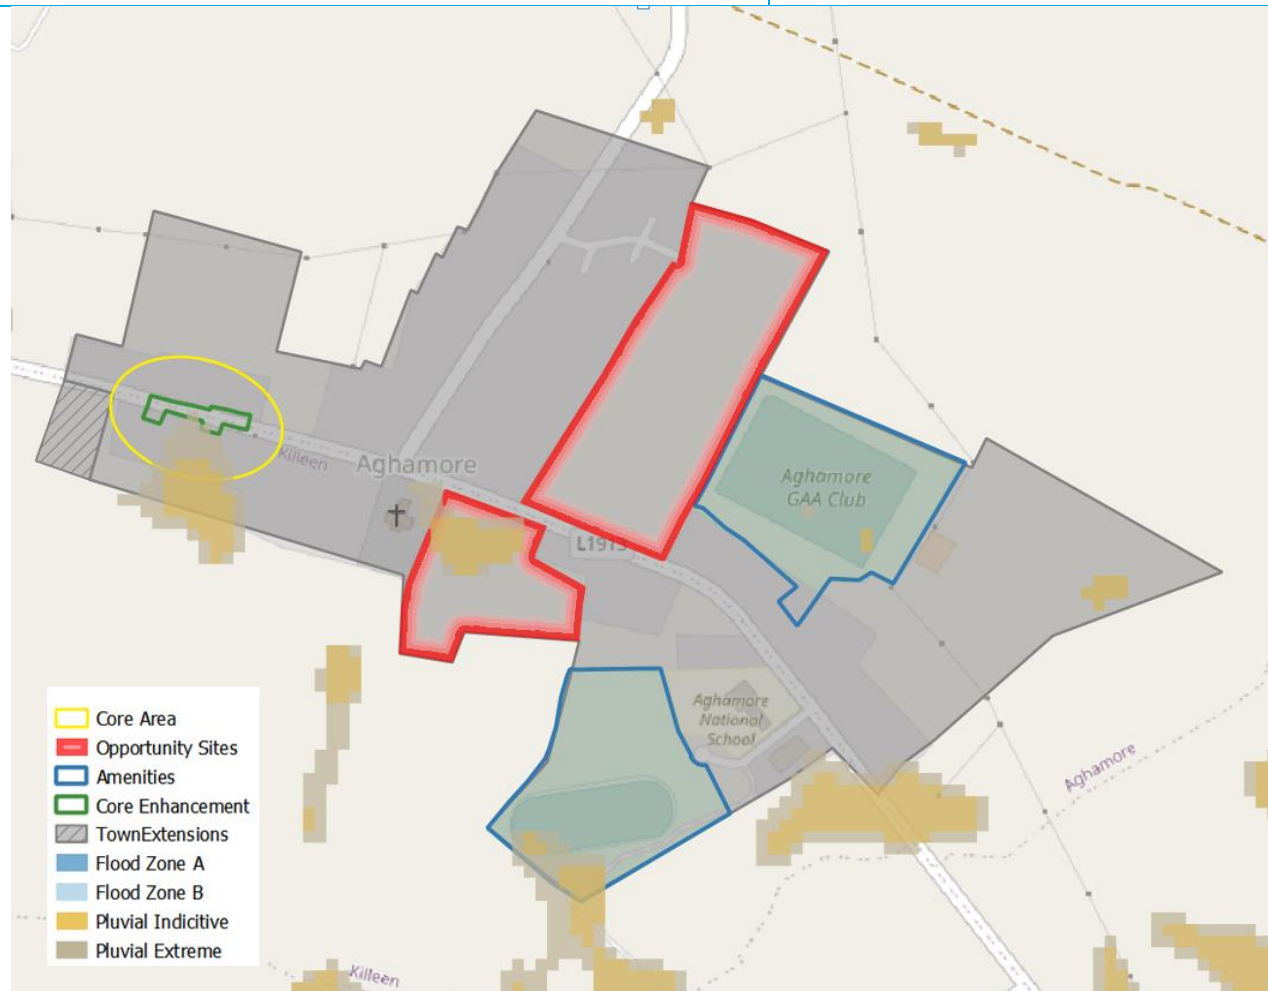 Killeen
Aghamore
Aghamore
GAA Club
L1913
Aghamore
National
School
Aghamore
Killeen
Core Area
Opportunity Sites
Amenities
Core Enhancement
TownExtensions
Flood Zone A
Flood Zone B
Pluvial Indicitive
Pluvial Extreme